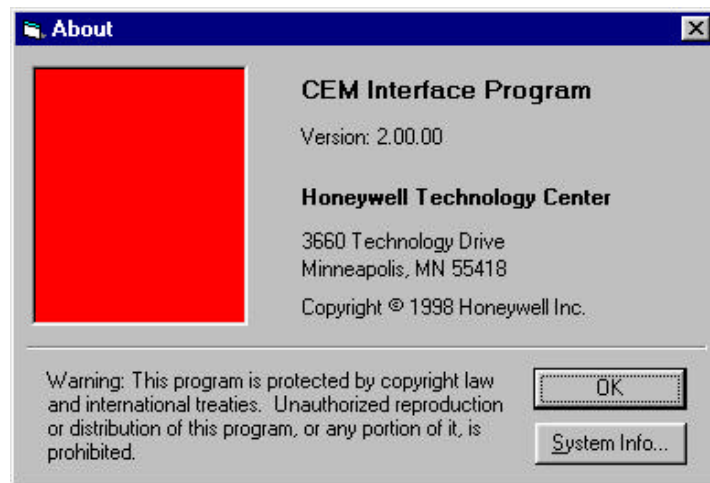 About
CEM Interface Program
Version: 2.00.00
Honeywell Technology Center
3660 Technology Drive
Minneapolis, MN 55418
Copyright © 1998 Honeywell Inc.
Warning: This program is protected by copyright law
and international treaties.  Unauthorized reproduction
or distribution of this program, or any portion of it, is
prohibited.
OK
System Info...